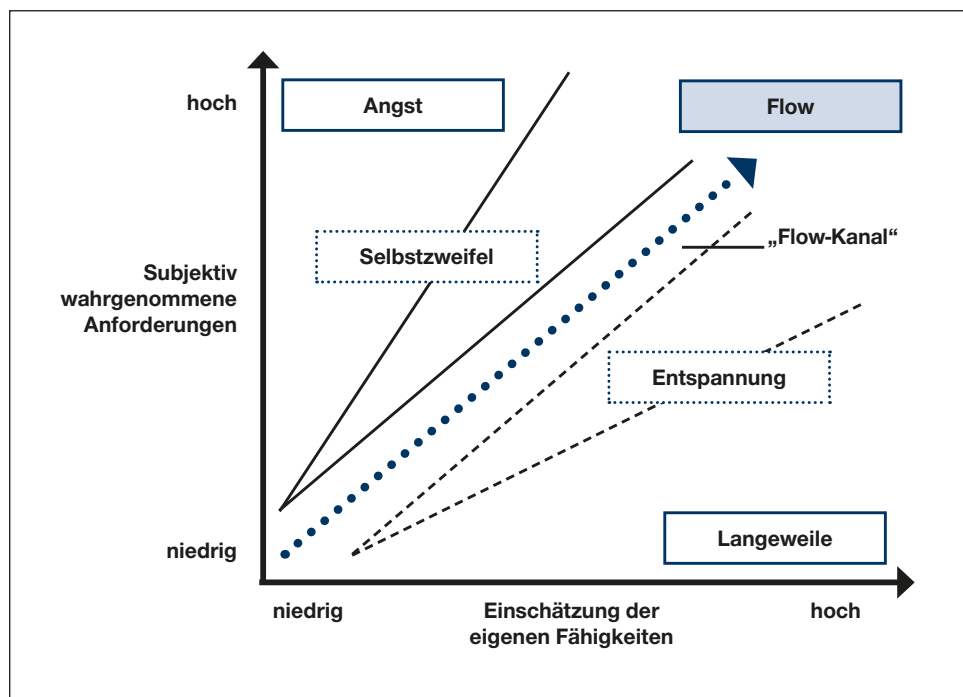 hoch
Angst
Flow
Selbstzweifel
„Flow-Kanal“
Subjektiv
wahrgenommene
Anforderungen
Entspannung
Langeweile
niedrig
niedrig
Einschätzung der
eigenen Fähigkeiten
hoch